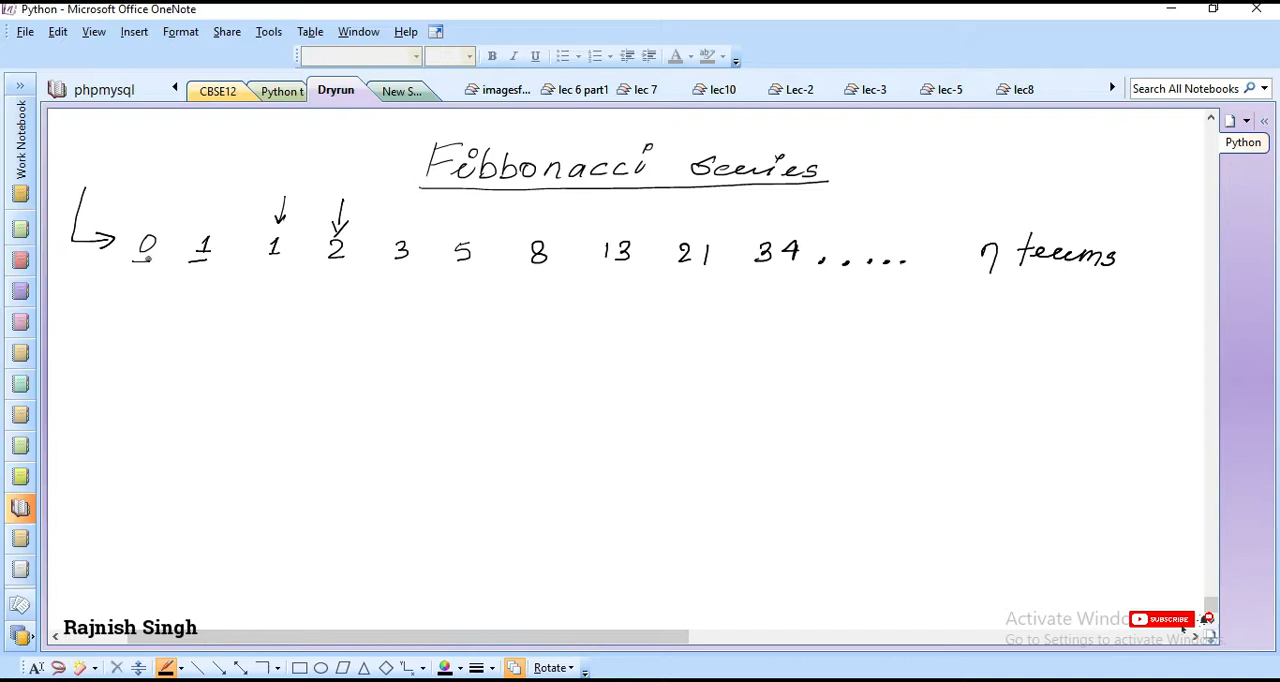 Python - Microsoft Office OneNote
File Edit View Insert Format Share Tools Table Window Help
B I U
phpmysql CBSE12 Python t Dryrun New S... imagesf... lec 6 part1 lec 7 lec10 Lec-2 lec-3 lec-5 lec8 Search All Notebooks
Work Notebook
Python
Fibbonacci Series
0 1 1 2 3 5 8 13 21 34 ..... n terms
Activate Windo
SUBSCRIBE
Rajnish Singh
Go to Settings to activate Windows.
Rotate